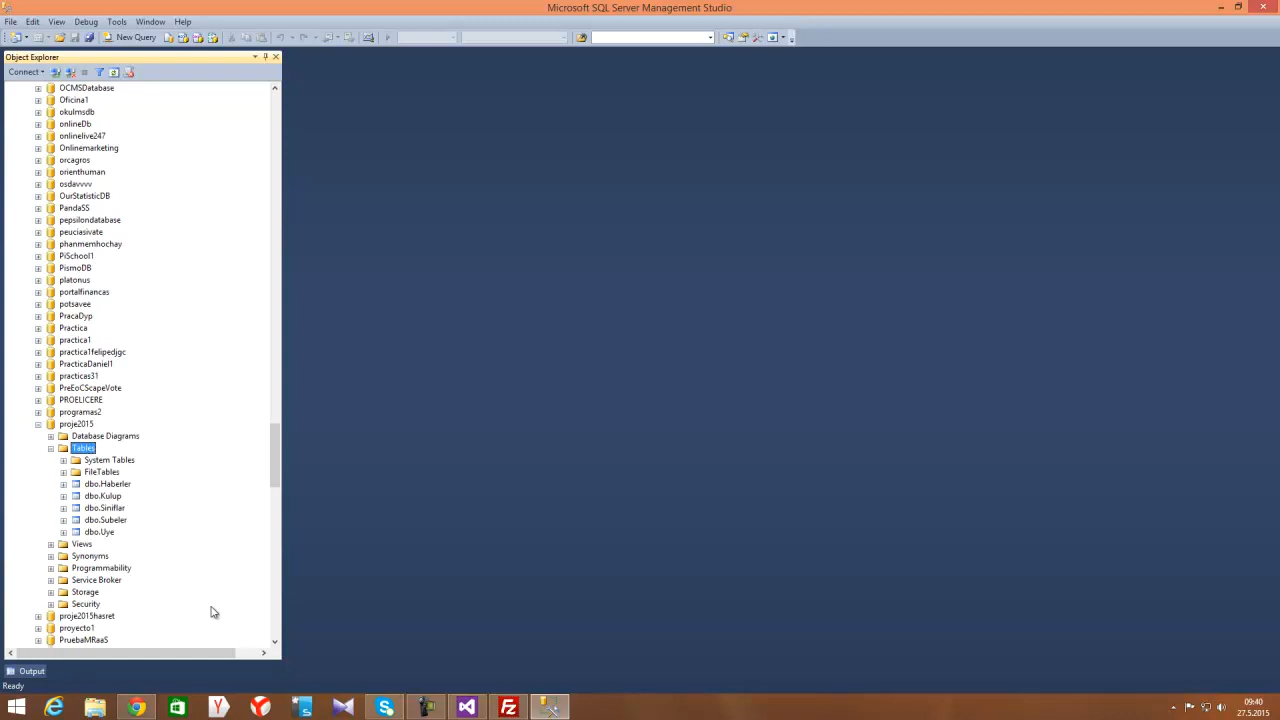 Microsoft SQL Server Management Studio
File Edit View Debug Tools Window Help
New Query
Object Explorer
Connect
OCMSDatabase
Oficina1
okulmsdb
onlineDb
onlinelive247
Onlinemarketing
orcagros
orienthuman
osdavvvv
OurStatisticDB
PandaSS
pepsilondatabase
peuciasivate
phanmemhochay
PiSchool1
PismoDB
platonus
portalfinancas
potsavee
PracaDyp
Practica
practica1
practica1felipedjgc
PracticaDaniel1
practicas31
PreEoCScapeVote
PROELICERE
programas2
proje2015
Database Diagrams
Tables
System Tables
FileTables
dbo.Haberler
dbo.Kulup
dbo.Siniflar
dbo.Subeler
dbo.Uye
Views
Synonyms
Programmability
Service Broker
Storage
Security
proje2015hasret
proyecto1
PruebaMRaaS
Output
Ready
09:40
27.5.2015